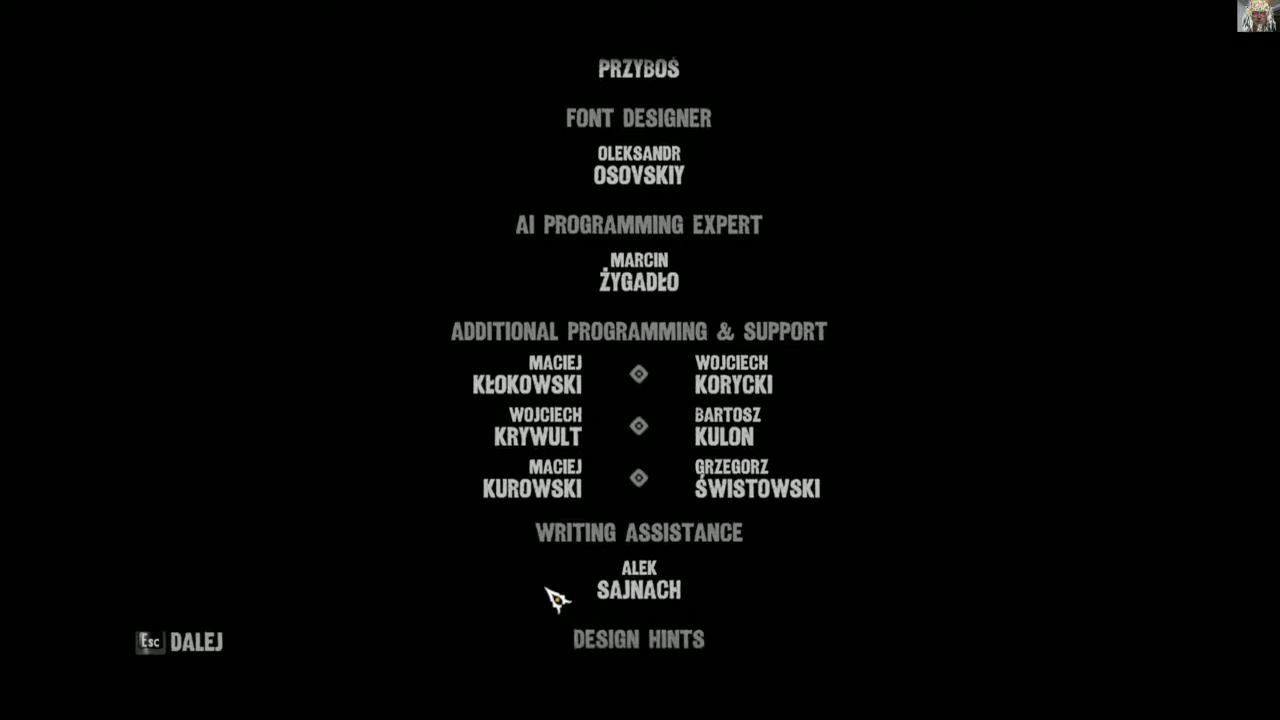 PRZYBOŚ
FONT DESIGNER
OLEKSANDR
OSOVSKIY
AI PROGRAMMING EXPERT
MARCIN
ŻYGADŁO
ADDITIONAL PROGRAMMING & SUPPORT
MACIEJ
KŁOKOWSKI
WOJCIECH
KORYCKI
WOJCIECH
KRYWULT
BARTOSZ
KULON
MACIEJ
KUROWSKI
GRZEGORZ
ŚWISTOWSKI
WRITING ASSISTANCE
ALEK
SAJNACH
DESIGN HINTS
Esc DALEJ